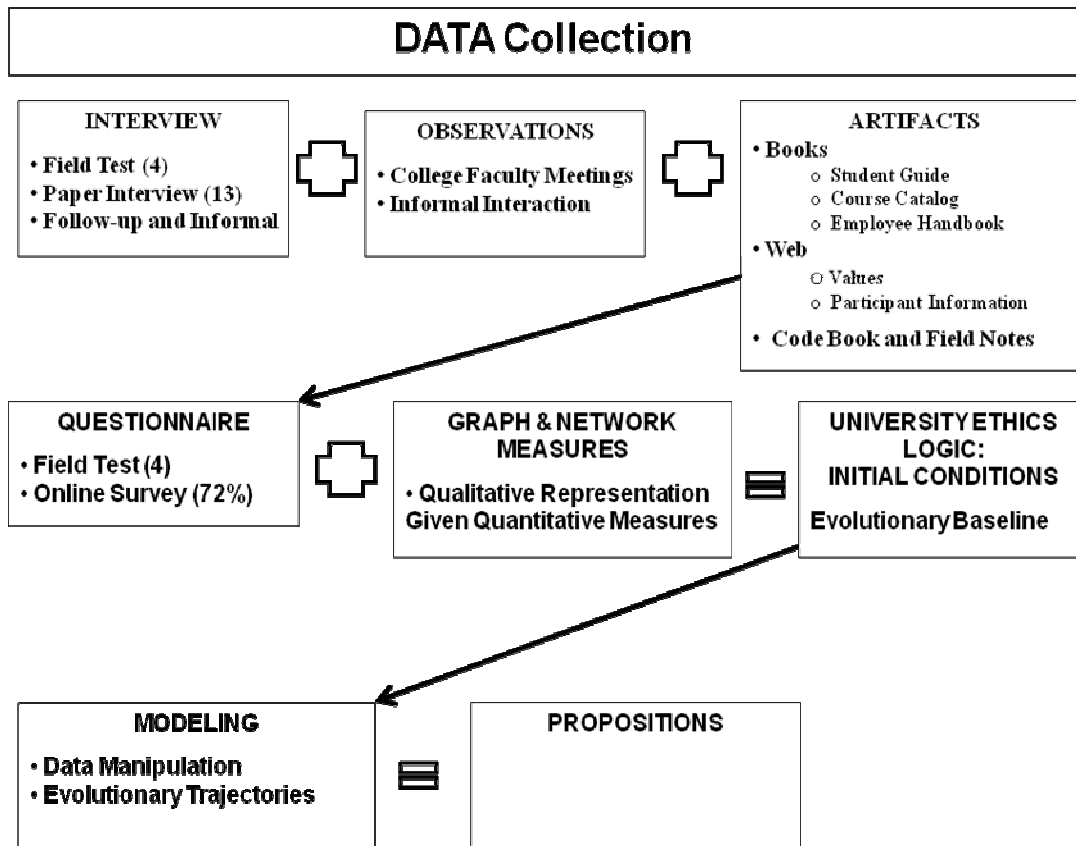 DATA Collection
INTERVIEW
• Field Test (4)
• Paper Interview (13)
• Follow-up and Informal
OBSERVATIONS
• College Faculty Meetings
• Informal Interaction
ARTIFACTS
• Books
o Student Guide
o Course Catalog
o Employee Handbook
• Web
o Values
o Participant Information
• Code Book and Field Notes
QUESTIONNAIRE
• Field Test (4)
• Online Survey (72%)
GRAPH & NETWORK
MEASURES
• Qualitative Representation
Given Quantitative Measures
=
UNIVERSITY ETHICS
LOGIC:
INITIAL CONDITIONS
Evolutionary Baseline
MODELING
• Data Manipulation
• Evolutionary Trajectories
=
PROPOSITIONS